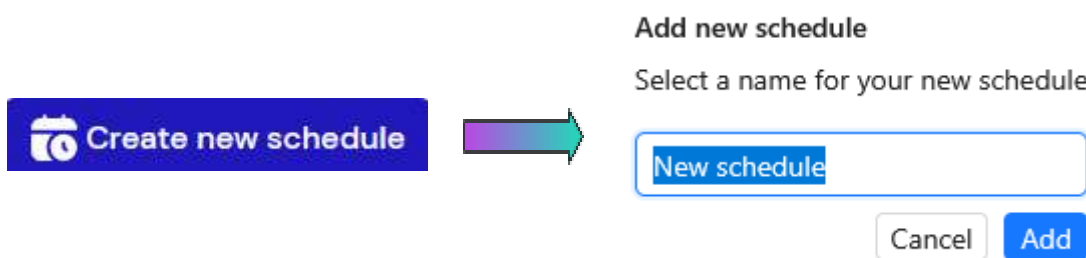 Create new schedule
Add new schedule
Select a name for your new schedule
New schedule
Cancel Add